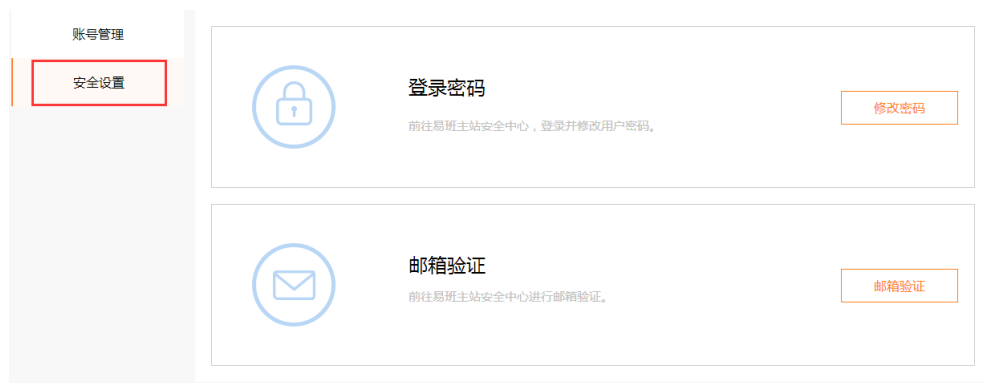 账号管理
安全设置
登录密码
前往易班主站安全中心，登录并修改用户密码。
修改密码
邮箱验证
前往易班主站安全中心进行邮箱验证。
邮箱验证